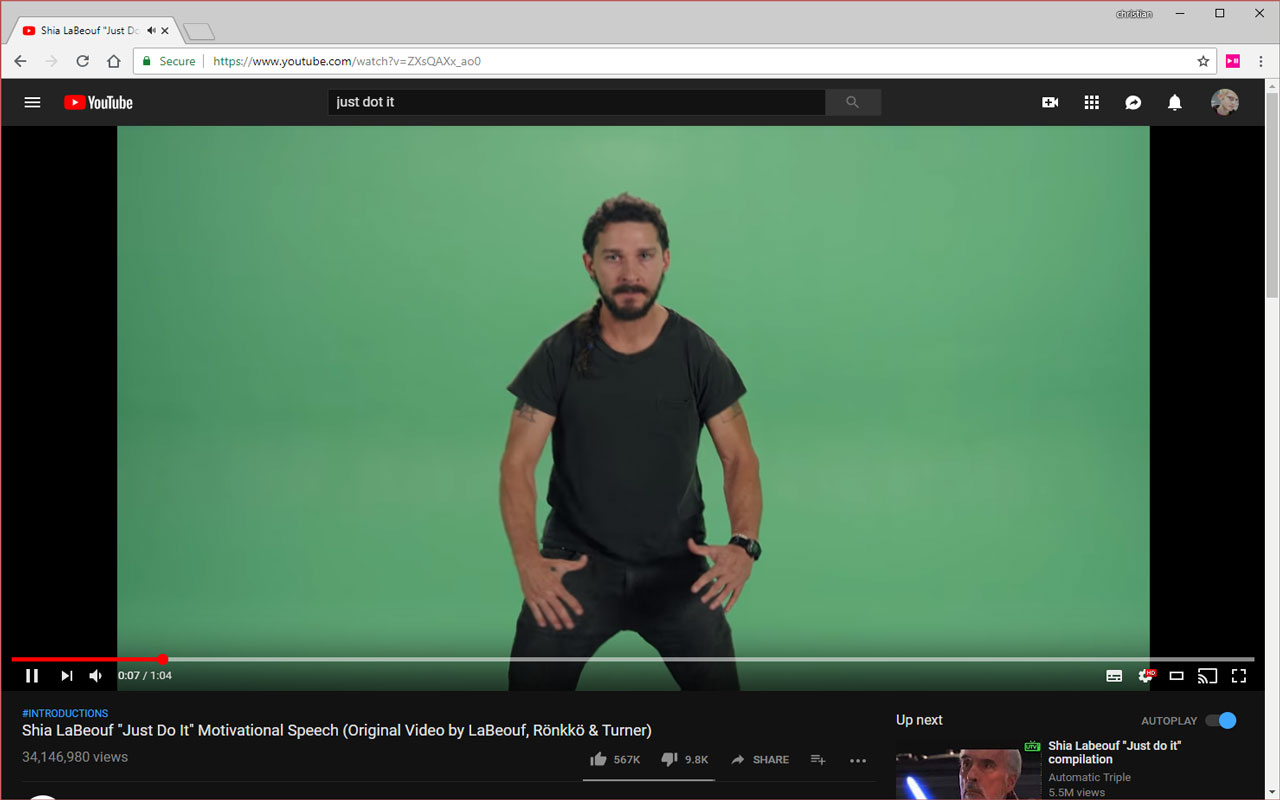 christian
Shia LaBeouf "Just Do
Secure
https://www.youtube.com/watch?v=ZXsQAXx_ao0
YouTube
just dot it
0:07 / 1:04
HD
#INTRODUCTIONS
Shia LaBeouf "Just Do It" Motivational Speech (Original Video by LaBeouf, Rönkkö & Turner)
34,146,980 views
567K
9.8K
SHARE
Up next
AUTOPLAY
Shia Labeouf "Just do it"
compilation
Automatic Triple
5.5M views